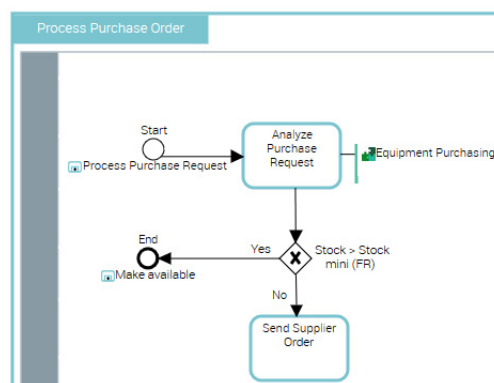 Process Purchase Order
Start
Process Purchase Request
Analyze
Purchase
Request
Equipment Purchasing
End
Make available
Yes
Stock > Stock
mini (FR)
No
Send Supplier
Order